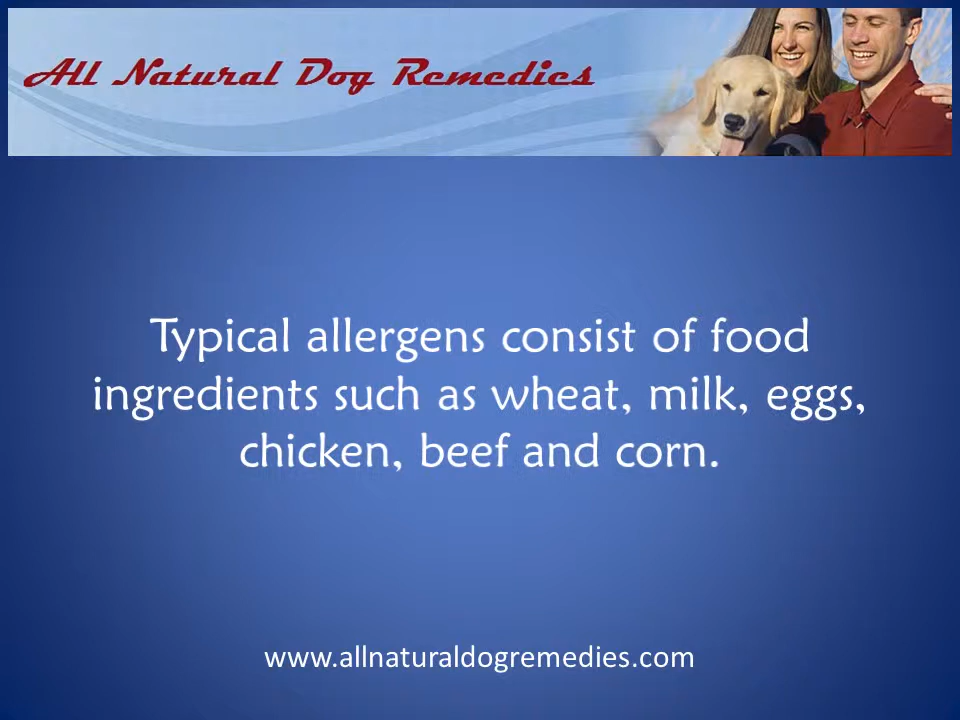 All Natural Dog Remedies
Typical allergens consist of food
ingredients such as wheat, milk, eggs,
chicken, beef and corn.
www.allnaturaldogremedies.com